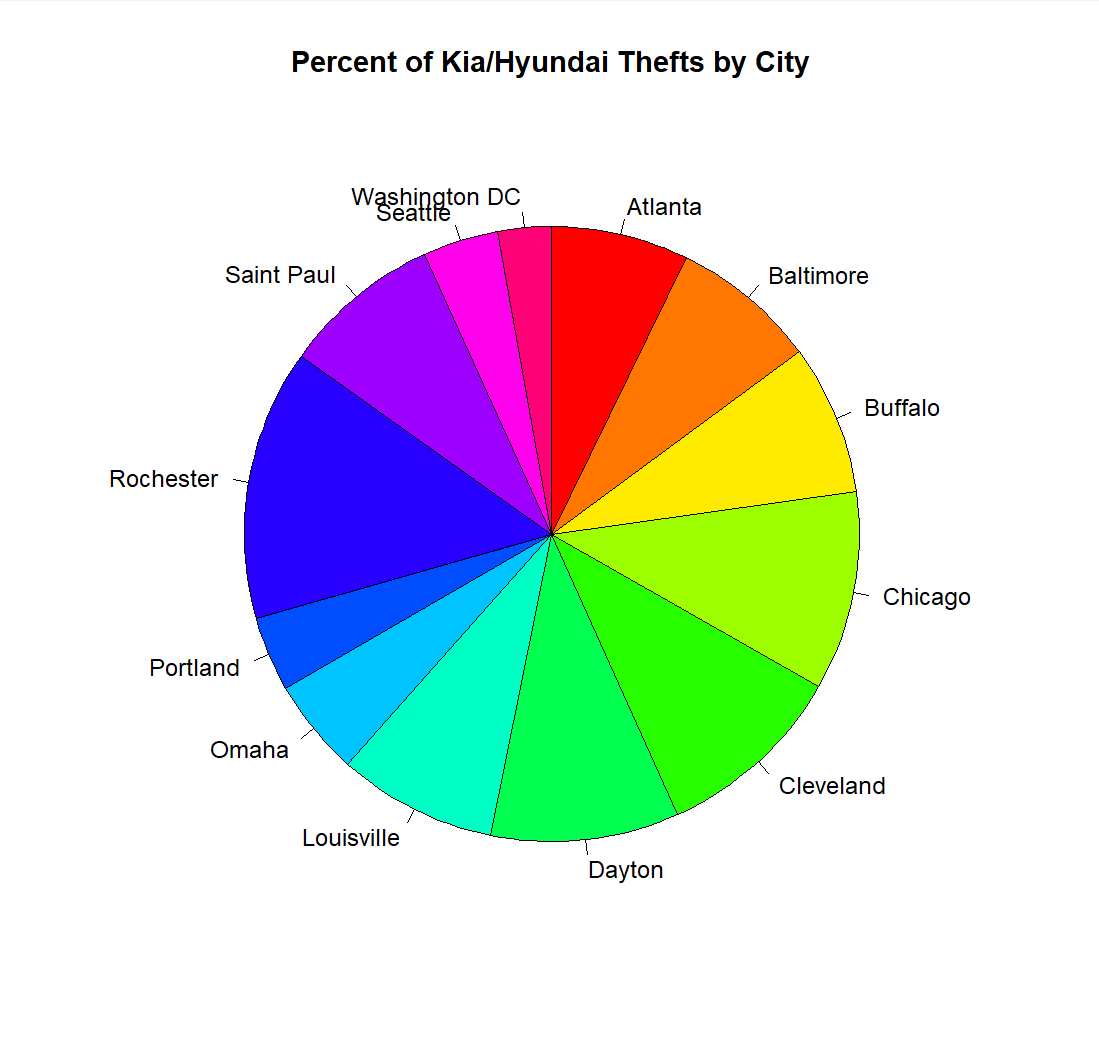 Percent of Kia/Hyundai Thefts by City
Washington DC
Seattle
Atlanta
Saint Paul
Baltimore
Buffalo
Rochester
Chicago
Portland
Omaha
Cleveland
Louisville
Dayton